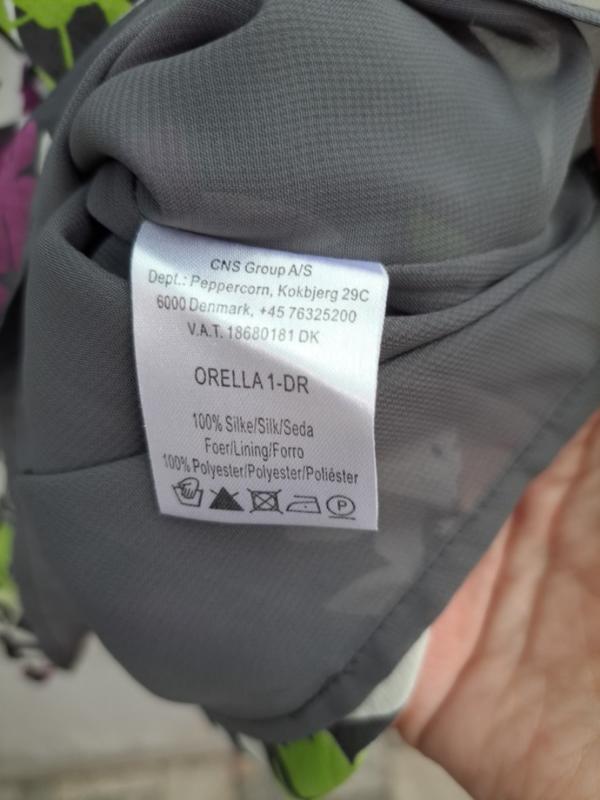 CNS Group A/S
Dept.: Peppercorn, Kokbjerg 29C
6000 Denmark, +45 76325200
V.A.T. 18680181 DK
ORELLA 1-DR
100% Silke/Silk/Seda
Foer/Lining/Forro
100% Polyester/Polyester/Poliéster
P